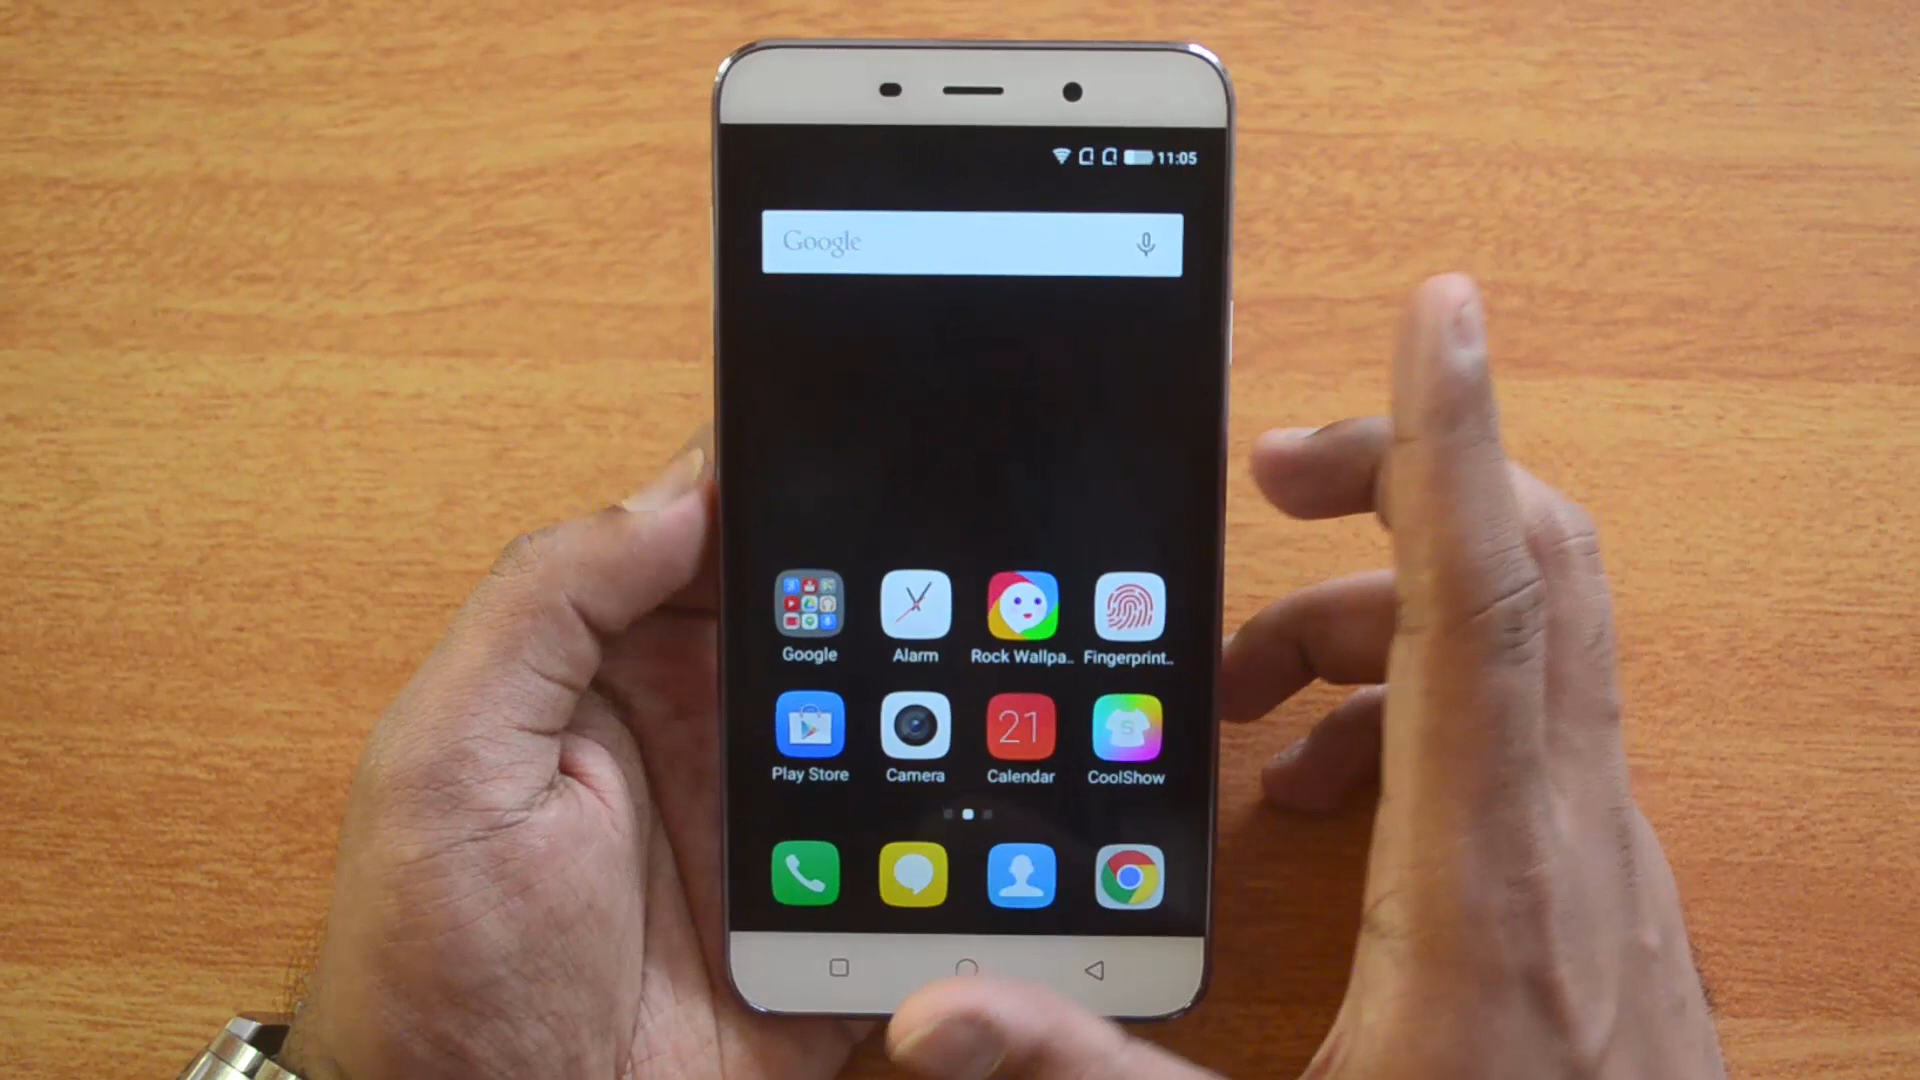 11:05
Google
Google Alarm Rock Wallpa.. Fingerprint..
21 S
Play Store Camera Calendar CoolShow